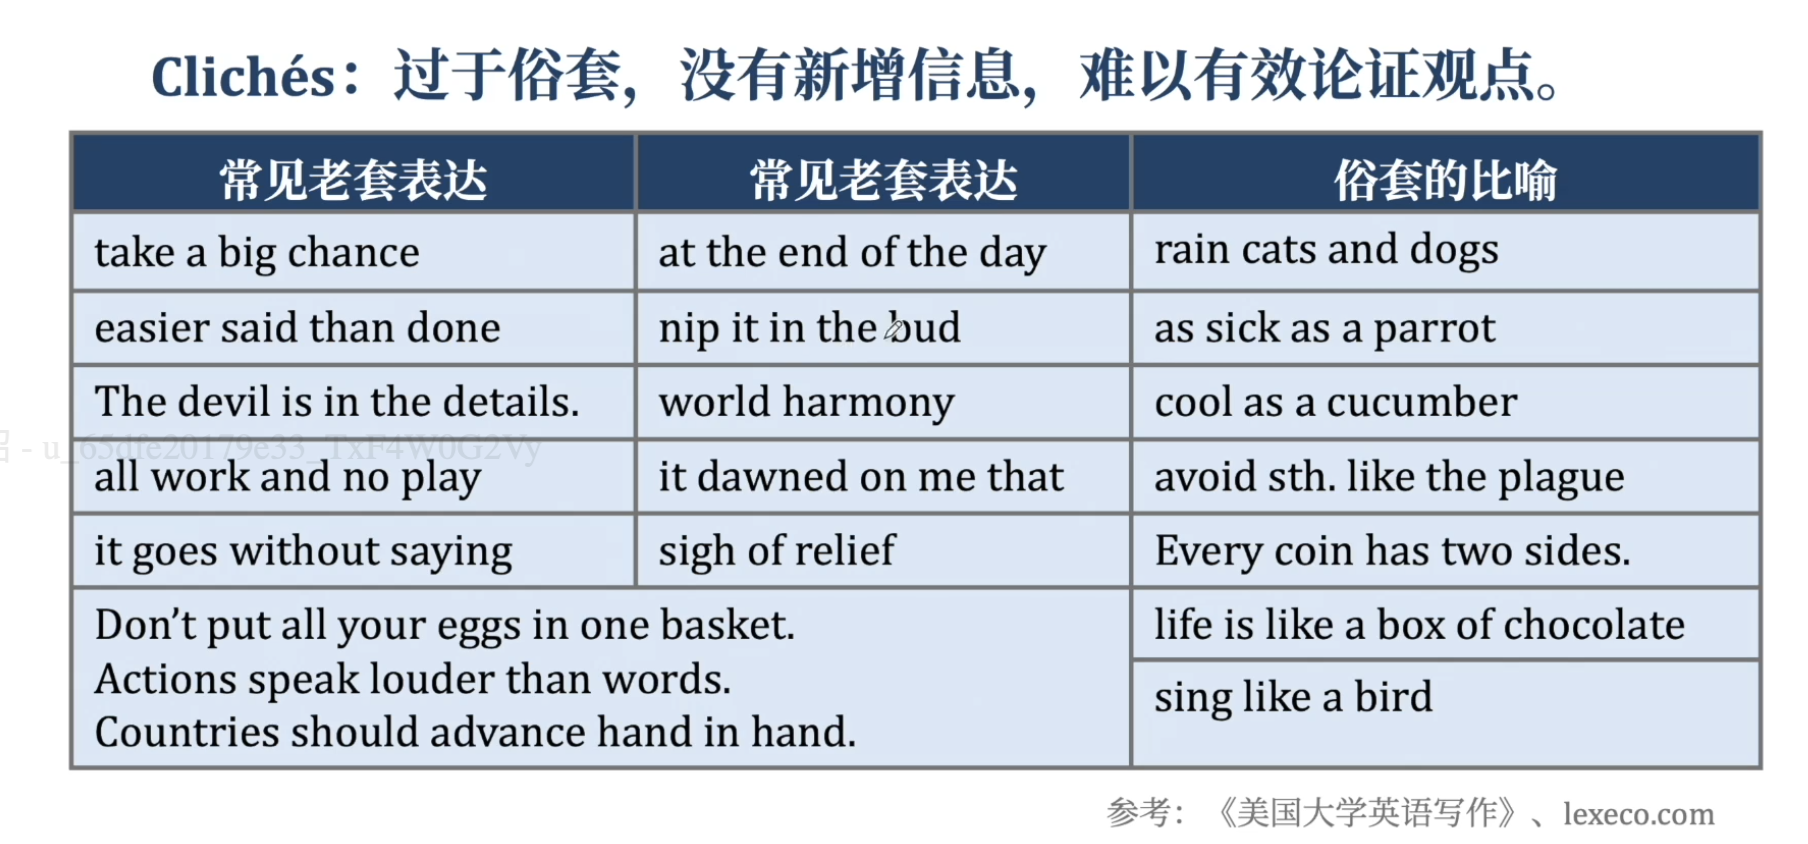 Clichés：过于俗套，没有新增信息，难以有效论证观点。
常见老套表达 常见老套表达 俗套的比喻
take a big chance at the end of the day rain cats and dogs
easier said than done nip it in the bud as sick as a parrot
The devil is in the details. world harmony cool as a cucumber
- u_65dfe20179e33_TxF4W0G2Vy
all work and no play it dawned on me that avoid sth. like the plague
it goes without saying sigh of relief Every coin has two sides.
Don't put all your eggs in one basket. life is like a box of chocolate
Actions speak louder than words. sing like a bird
Countries should advance hand in hand.
参考：《美国大学英语写作》、lexeco.com